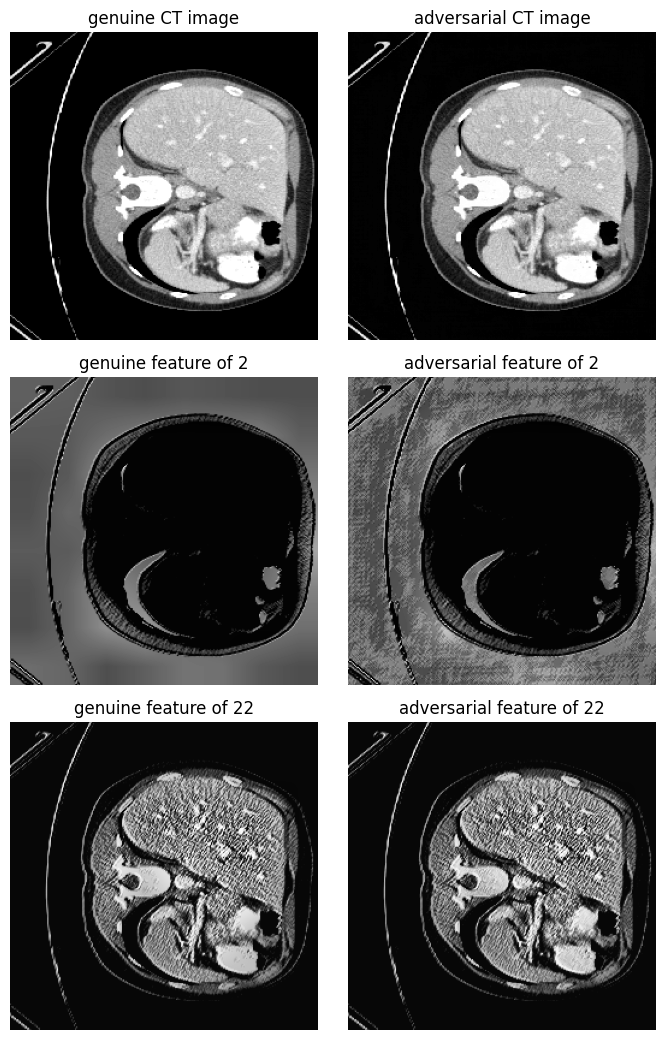 genuine CT image
adversarial CT image
genuine feature of 2
adversarial feature of 2
genuine feature of 22
adversarial feature of 22